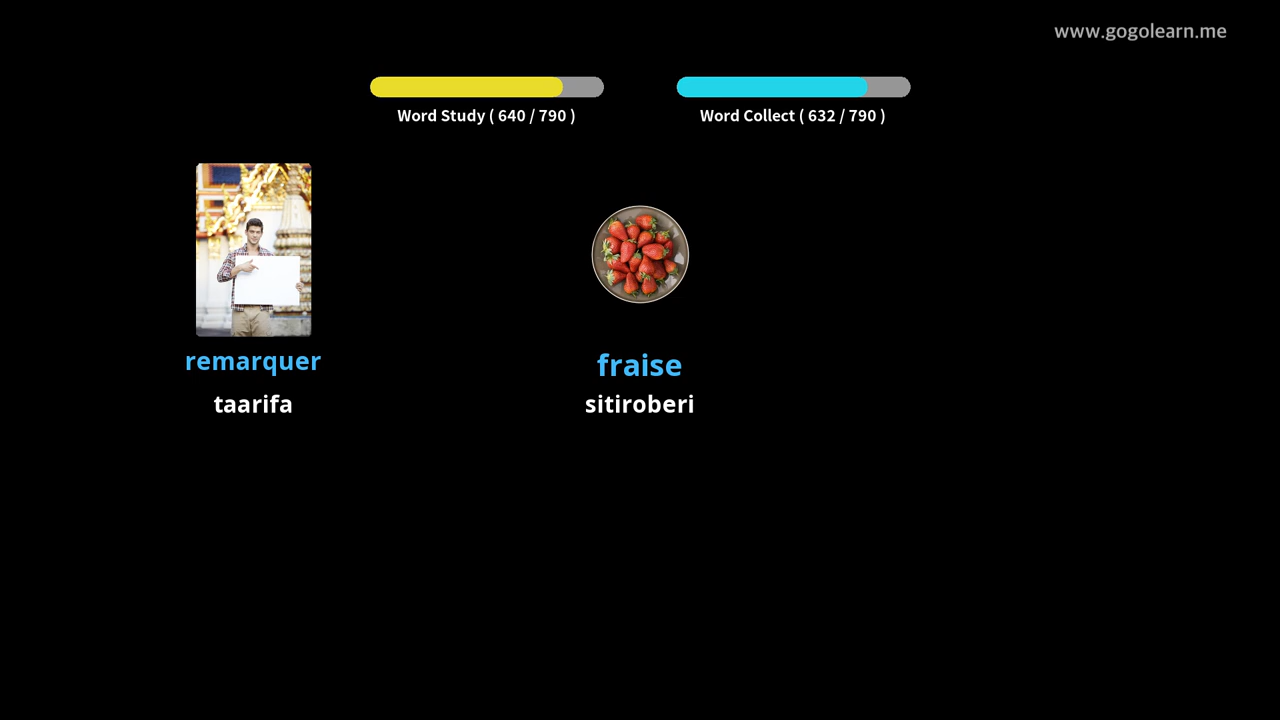 www.gogolearn.me
Word Study ( 640 / 790 )
Word Collect ( 632 / 790 )
remarquer
taarifa
fraise
sitiroberi